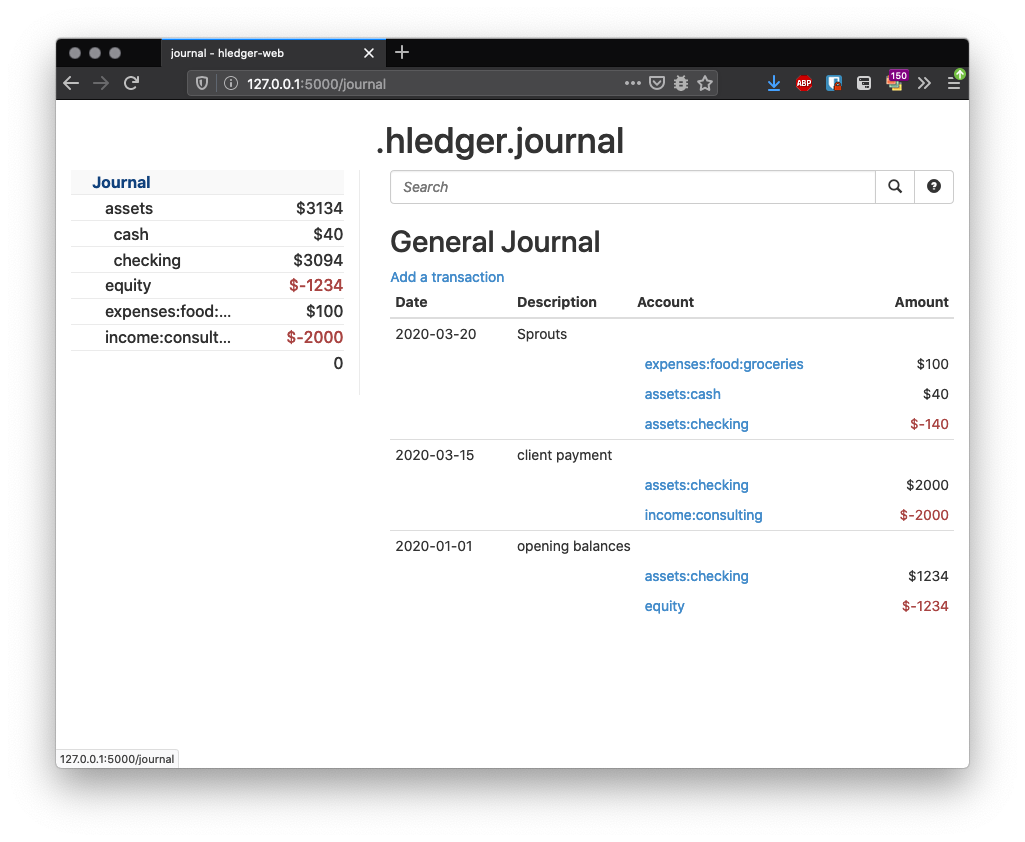 journal - hledger-web
127.0.0.1:5000/journal
ABP
150
.hledger.journal
Journal
assets $3134
cash $40
checking $3094
equity $-1234
expenses:food:... $100
income:consult... $-2000
0
Search
General Journal
Add a transaction
Date Description Account Amount
2020-03-20 Sprouts
expenses:food:groceries $100
assets:cash $40
assets:checking $-140
2020-03-15 client payment
assets:checking $2000
income:consulting $-2000
2020-01-01 opening balances
assets:checking $1234
equity $-1234
127.0.0.1:5000/journal